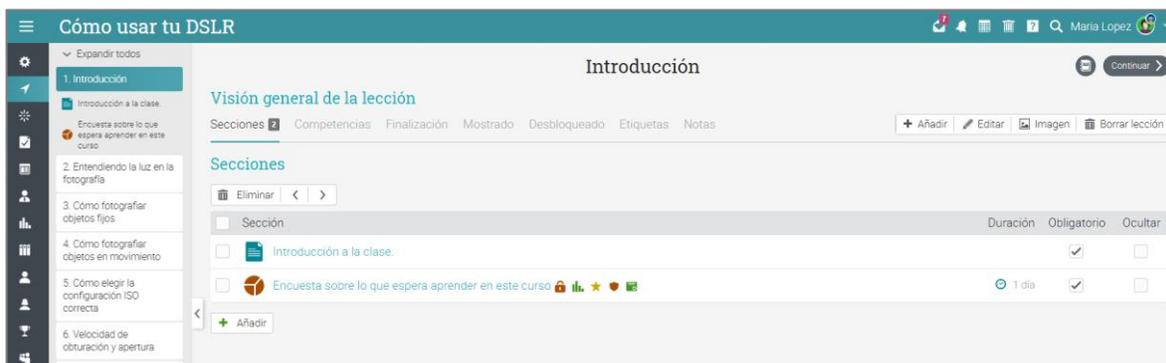 Cómo usar tu DSLR
7
?
Maria Lopez
Expandir todos
1. Introducción
Introducción a la clase.
Encuesta sobre lo que
espera aprender en este
curso
2. Entendiendo la luz en la
fotografía
3. Cómo fotografiar
objetos fijos
4. Cómo fotografiar
objetos en movimiento
5. Cómo elegir la
configuración ISO
correcta
6. Velocidad de
obturación y apertura
Introducción
Continuar
Visión general de la lección
Secciones 2 Competencias Finalización Mostrado Desbloqueado Etiquetas Notas
Añadir Editar Imagen Borrar lección
Secciones
Eliminar
Sección Duración Obligatorio Ocultar
Introducción a la clase.
Encuesta sobre lo que espera aprender en este curso 1 día
Añadir